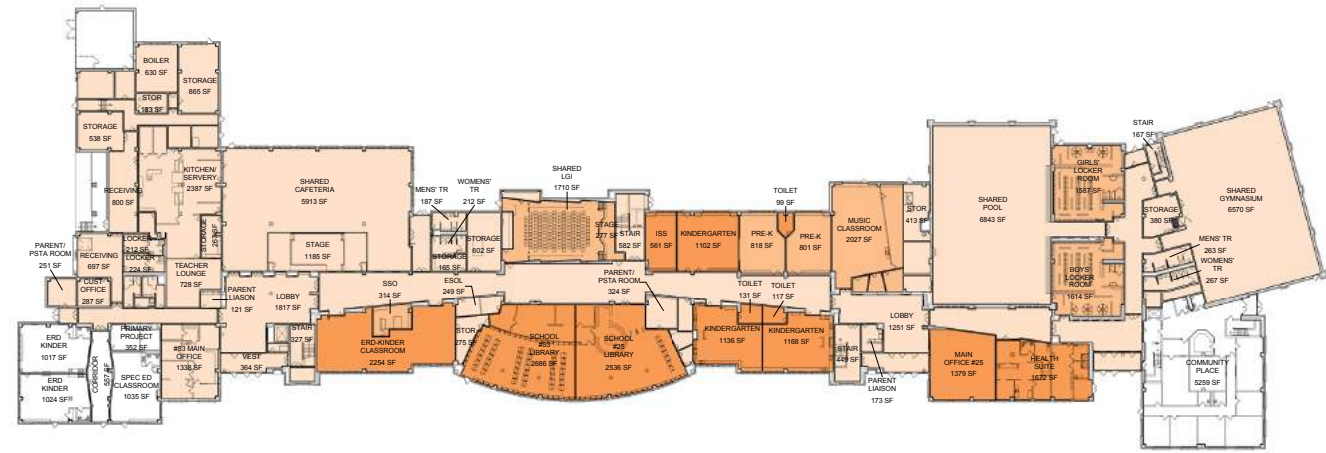 BOILER
630 SF
STORAGE
865 SF
STOR
183 SF
STORAGE
538 SF
KITCHEN/
SERVERY
2387 SF
RECEIVING
800 SF
STORAGE
PARENT/
PSTA ROOM
251 SF
RECEIVING
697 SF
LOCKER
212 SF
LOCKER
224 SF
CUST
OFFICE
287 SF
TEACHER
LOUNGE
728 SF
PARENT
LIAISON
121 SF
SHARED
CAFETERIA
5913 SF
STAGE
1185 SF
LOBBY
1817 SF
MENS' TR
187 SF
WOMENS'
TR
212 SF
STORAGE
165 SF
STORAGE
602 SF
SHARED
LGI
1710 SF
STAGE
277 SF
STAIR
582 SF
ISS
561 SF
KINDERGARTEN
1102 SF
PRE-K
818 SF
TOILET
99 SF
PRE-K
801 SF
MUSIC
CLASSROOM
2027 SF
STOR
413 SF
SHARED
POOL
6843 SF
GIRLS'
LOCKER
ROOM
1587 SF
BOYS'
LOCKER
ROOM
1614 SF
STAIR
167 SF
STORAGE
380 SF
SHARED
GYMNASIUM
6570 SF
MENS' TR
263 SF
WOMENS'
TR
267 SF
ERD
KINDER
1017 SF
ERD
KINDER
1024 SF
CORRIDOR
557 SF
PRIMARY
PROJECT
352 SF
SPEC ED
CLASSROOM
1035 SF
#53 MAIN
OFFICE
1338 SF
VEST
364 SF
STAIR
327 SF
SSO
314 SF
ERD-KINDER
CLASSROOM
2254 SF
ESOL
249 SF
STOR
275 SF
SCHOOL
#53
LIBRARY
2686 SF
SCHOOL
#25
LIBRARY
2536 SF
PARENT/
PSTA ROOM
324 SF
TOILET
131 SF
TOILET
117 SF
KINDERGARTEN
1136 SF
KINDERGARTEN
1168 SF
STAIR
449 SF
PARENT
LIAISON
173 SF
LOBBY
1251 SF
MAIN
OFFICE #25
1379 SF
HEALTH
SUITE
1672 SF
COMMUNITY
PLACE
5259 SF